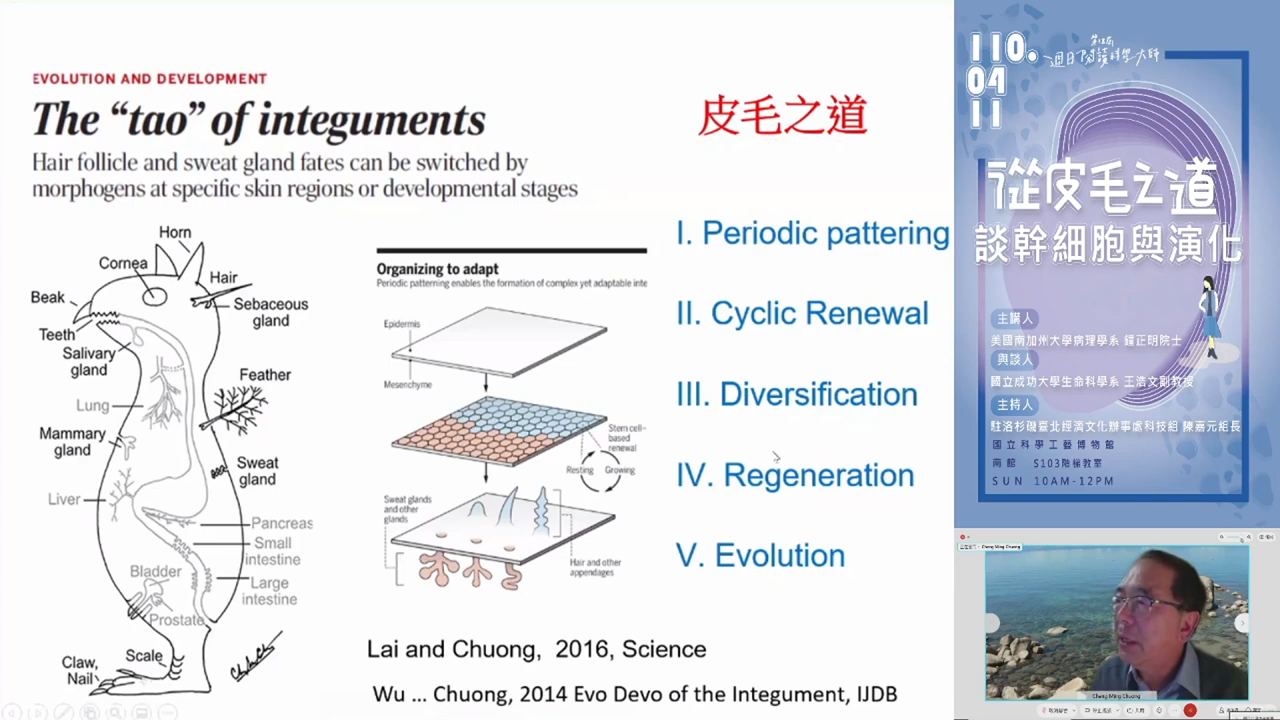 EVOLUTION AND DEVELOPMENT
The “tao” of integuments
Hair follicle and sweat gland fates can be switched by
morphogens at specific skin regions or developmental stages
皮毛之道
Horn
Cornea
Hair
Beak
Sebaceous
gland
Teeth
Salivary
gland
Feather
Lung
Mammary
gland
Sweat
gland
Liver
Pancreas
Small
intestine
Bladder
Large
intestine
Prostate
Scale
Claw,
Nail
Organizing to adapt
Periodic patterning enables the formation of complex yet adaptable inte
Epidermis
Mesenchyme
Stem cell-
based
renewal
Resting
Growing
Sweat glands
and other
glands
Hair and other
appendages
I. Periodic pattering
II. Cyclic Renewal
III. Diversification
IV. Regeneration
V. Evolution
Lai and Chuong, 2016, Science
Wu ... Chuong, 2014 Evo Devo of the Integument, IJDB
110.
04
11
週日閱讀科學大師
從皮毛之道
談幹細胞與演化
主講人
美國南加州大學病理學系 鍾正明院士
與談人
國立成功大學生命科學系 王浩文副教授
主持人
駐洛杉磯臺北經濟文化辦事處科技組 陳嘉元組長
國立科學工藝博物館
南館 S103階梯教室
SUN 10AM-12PM
Cheng Ming Chuong
Cheng Ming Chuong